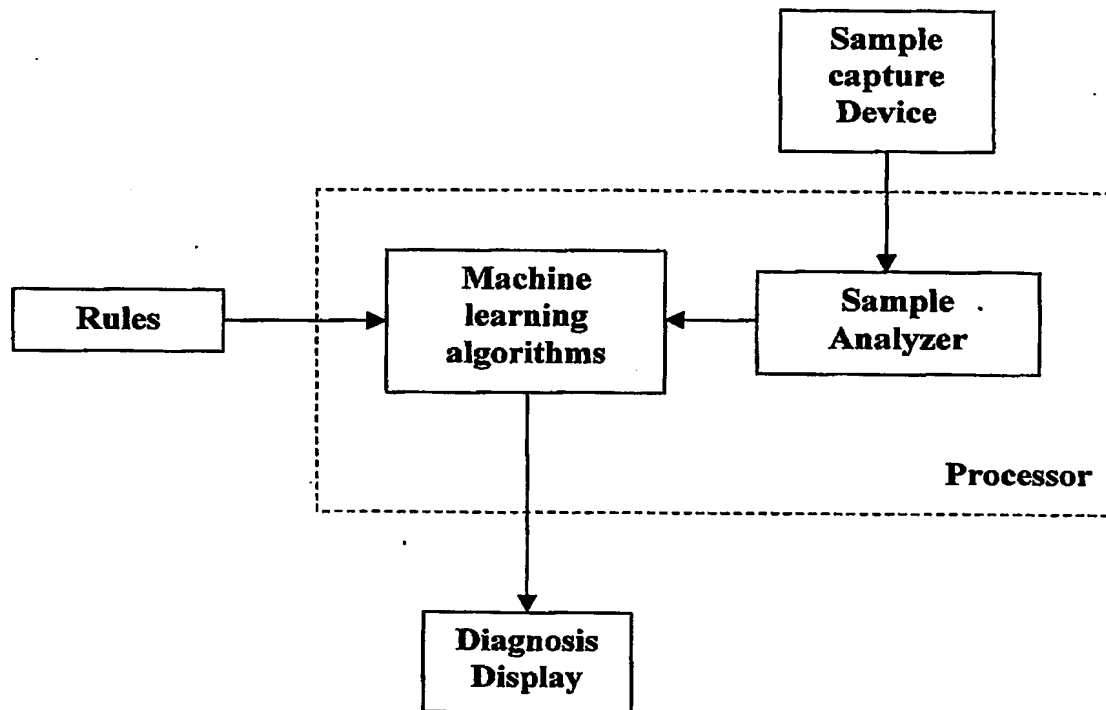 Sample
capture
Device
Machine
learning
algorithms
Rules
Sample
Analyzer
Processor
Diagnosis
Display